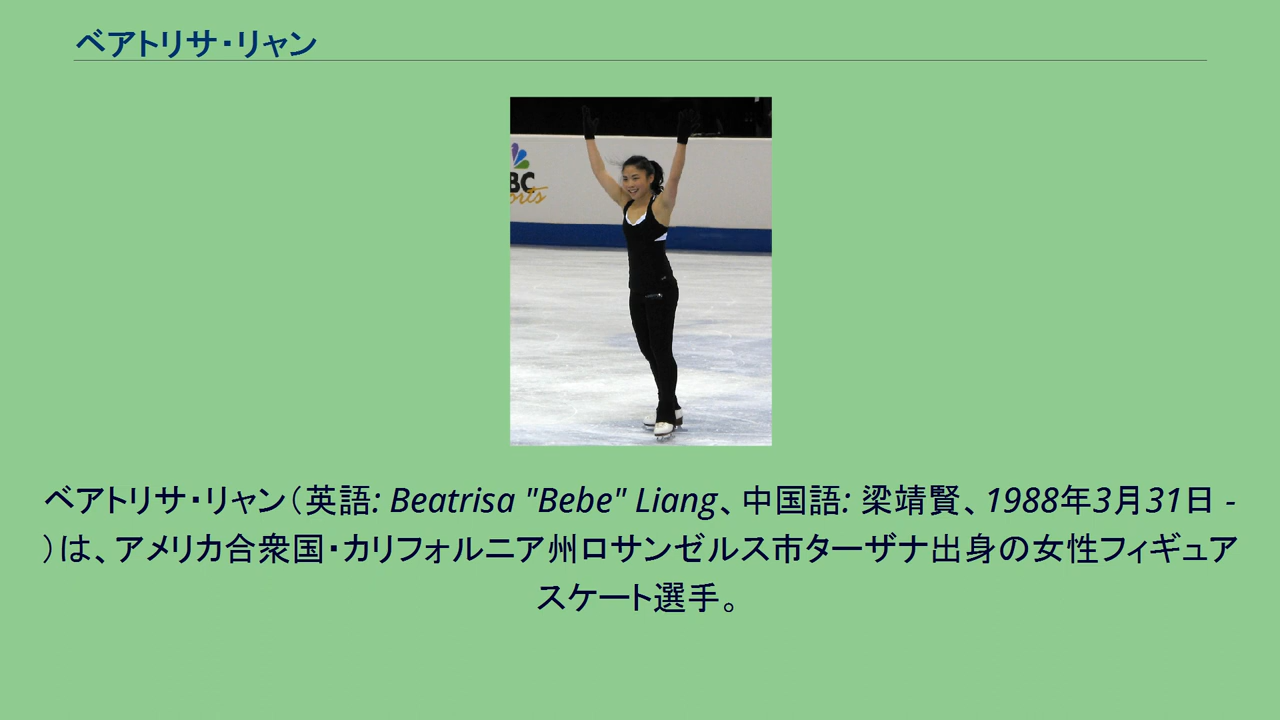 ベアトリサ・リャン
BC
orts
ベアトリサ・リャン（英語: Beatrisa "Bebe" Liang、中国語: 梁靖賢、1988年3月31日 -
）は、アメリカ合衆国・カリフォルニア州ロサンゼルス市ターザナ出身の女性フィギュア
スケート選手。